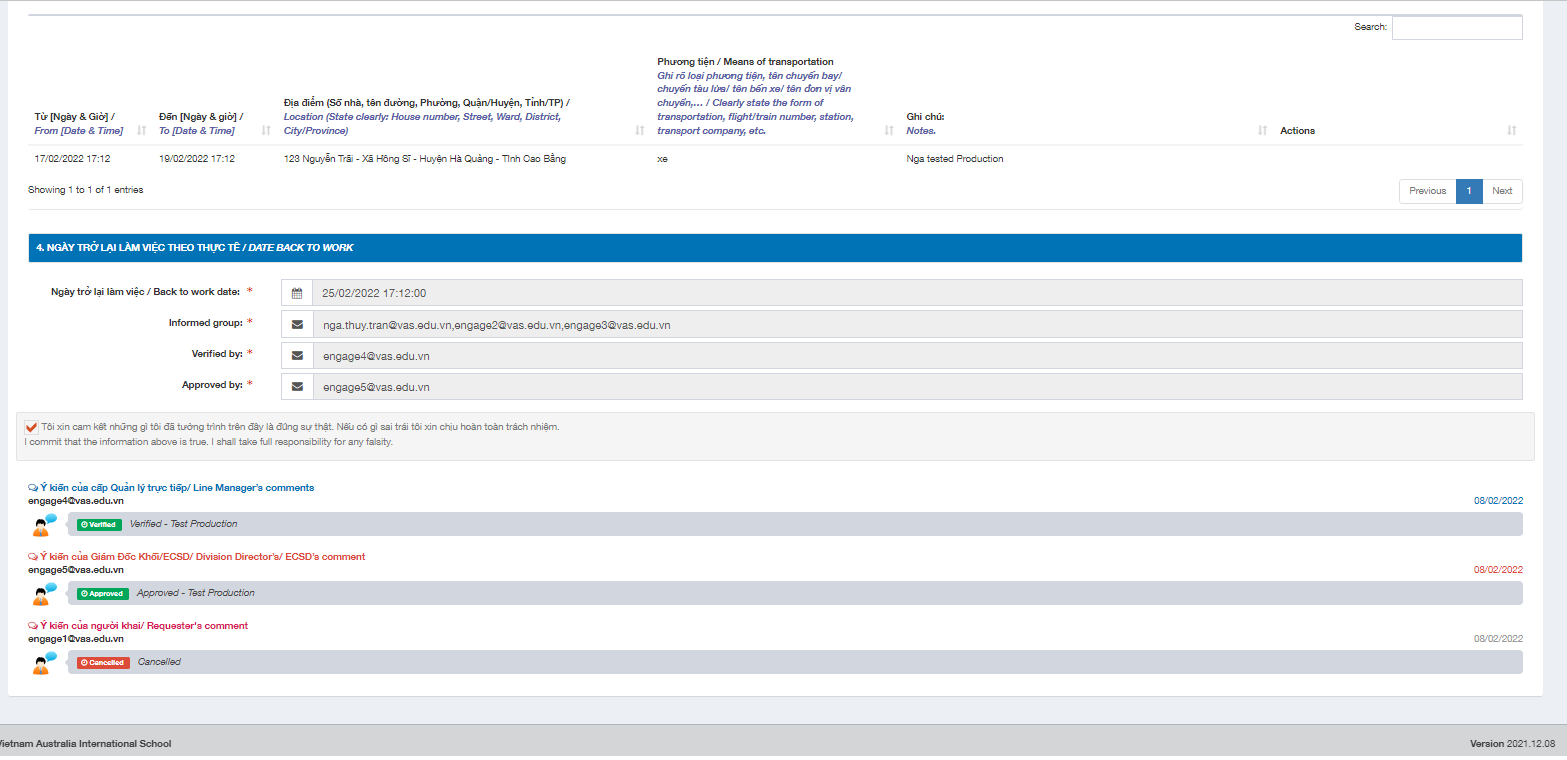 Search:
Từ [Ngày & Giờ] /
From [Date & Time]
Đến [Ngày & giờ] /
To [Date & Time]
Địa điểm (Số nhà, tên đường, Phường, Quận/Huyện, Tỉnh/TP) /
Location (State clearly: House number, Street, Ward, District,
City/Province)
Phương tiện / Means of transportation
Ghi rõ loại phương tiện, tên chuyến bay/
chuyến tàu lửa/ tên bến xe/ tên đơn vị vân
chuyển,... / Clearly state the form of
transportation, flight/train number, station,
transport company, etc.
Ghi chú:
Notes.
Actions
17/02/2022 17:12
19/02/2022 17:12
123 Nguyễn Trãi - Xã Hồng Sĩ - Huyện Hà Quảng - Tỉnh Cao Bằng
xe
Nga tested Production
Showing 1 to 1 of 1 entries
Previous 1 Next
4. NGÀY TRỞ LẠI LÀM VIỆC THEO THỰC TẾ / DATE BACK TO WORK
Ngày trở lại làm việc / Back to work date: * 25/02/2022 17:12:00
Informed group: * nga.thuy.tran@vas.edu.vn,engage2@vas.edu.vn,engage3@vas.edu.vn
Verified by: * engage4@vas.edu.vn
Approved by: * engage5@vas.edu.vn
Tôi xin cam kết những gì tôi đã tường trình trên đây là đúng sự thật. Nếu có gì sai trái tôi xin chịu hoàn toàn trách nhiệm.
I commit that the information above is true. I shall take full responsibility for any falsity.
Ý kiến của cấp Quản lý trực tiếp/ Line Manager's comments
engage4@vas.edu.vn 08/02/2022
Verified Verified - Test Production
Ý kiến của Giám Đốc Khối/ECSD/ Division Director's/ ECSD's comment
engage5@vas.edu.vn 08/02/2022
Approved Approved - Test Production
Ý kiến của người khai/ Requester's comment
engage1@vas.edu.vn 08/02/2022
Cancelled Cancelled
Vietnam Australia International School Version 2021.12.08